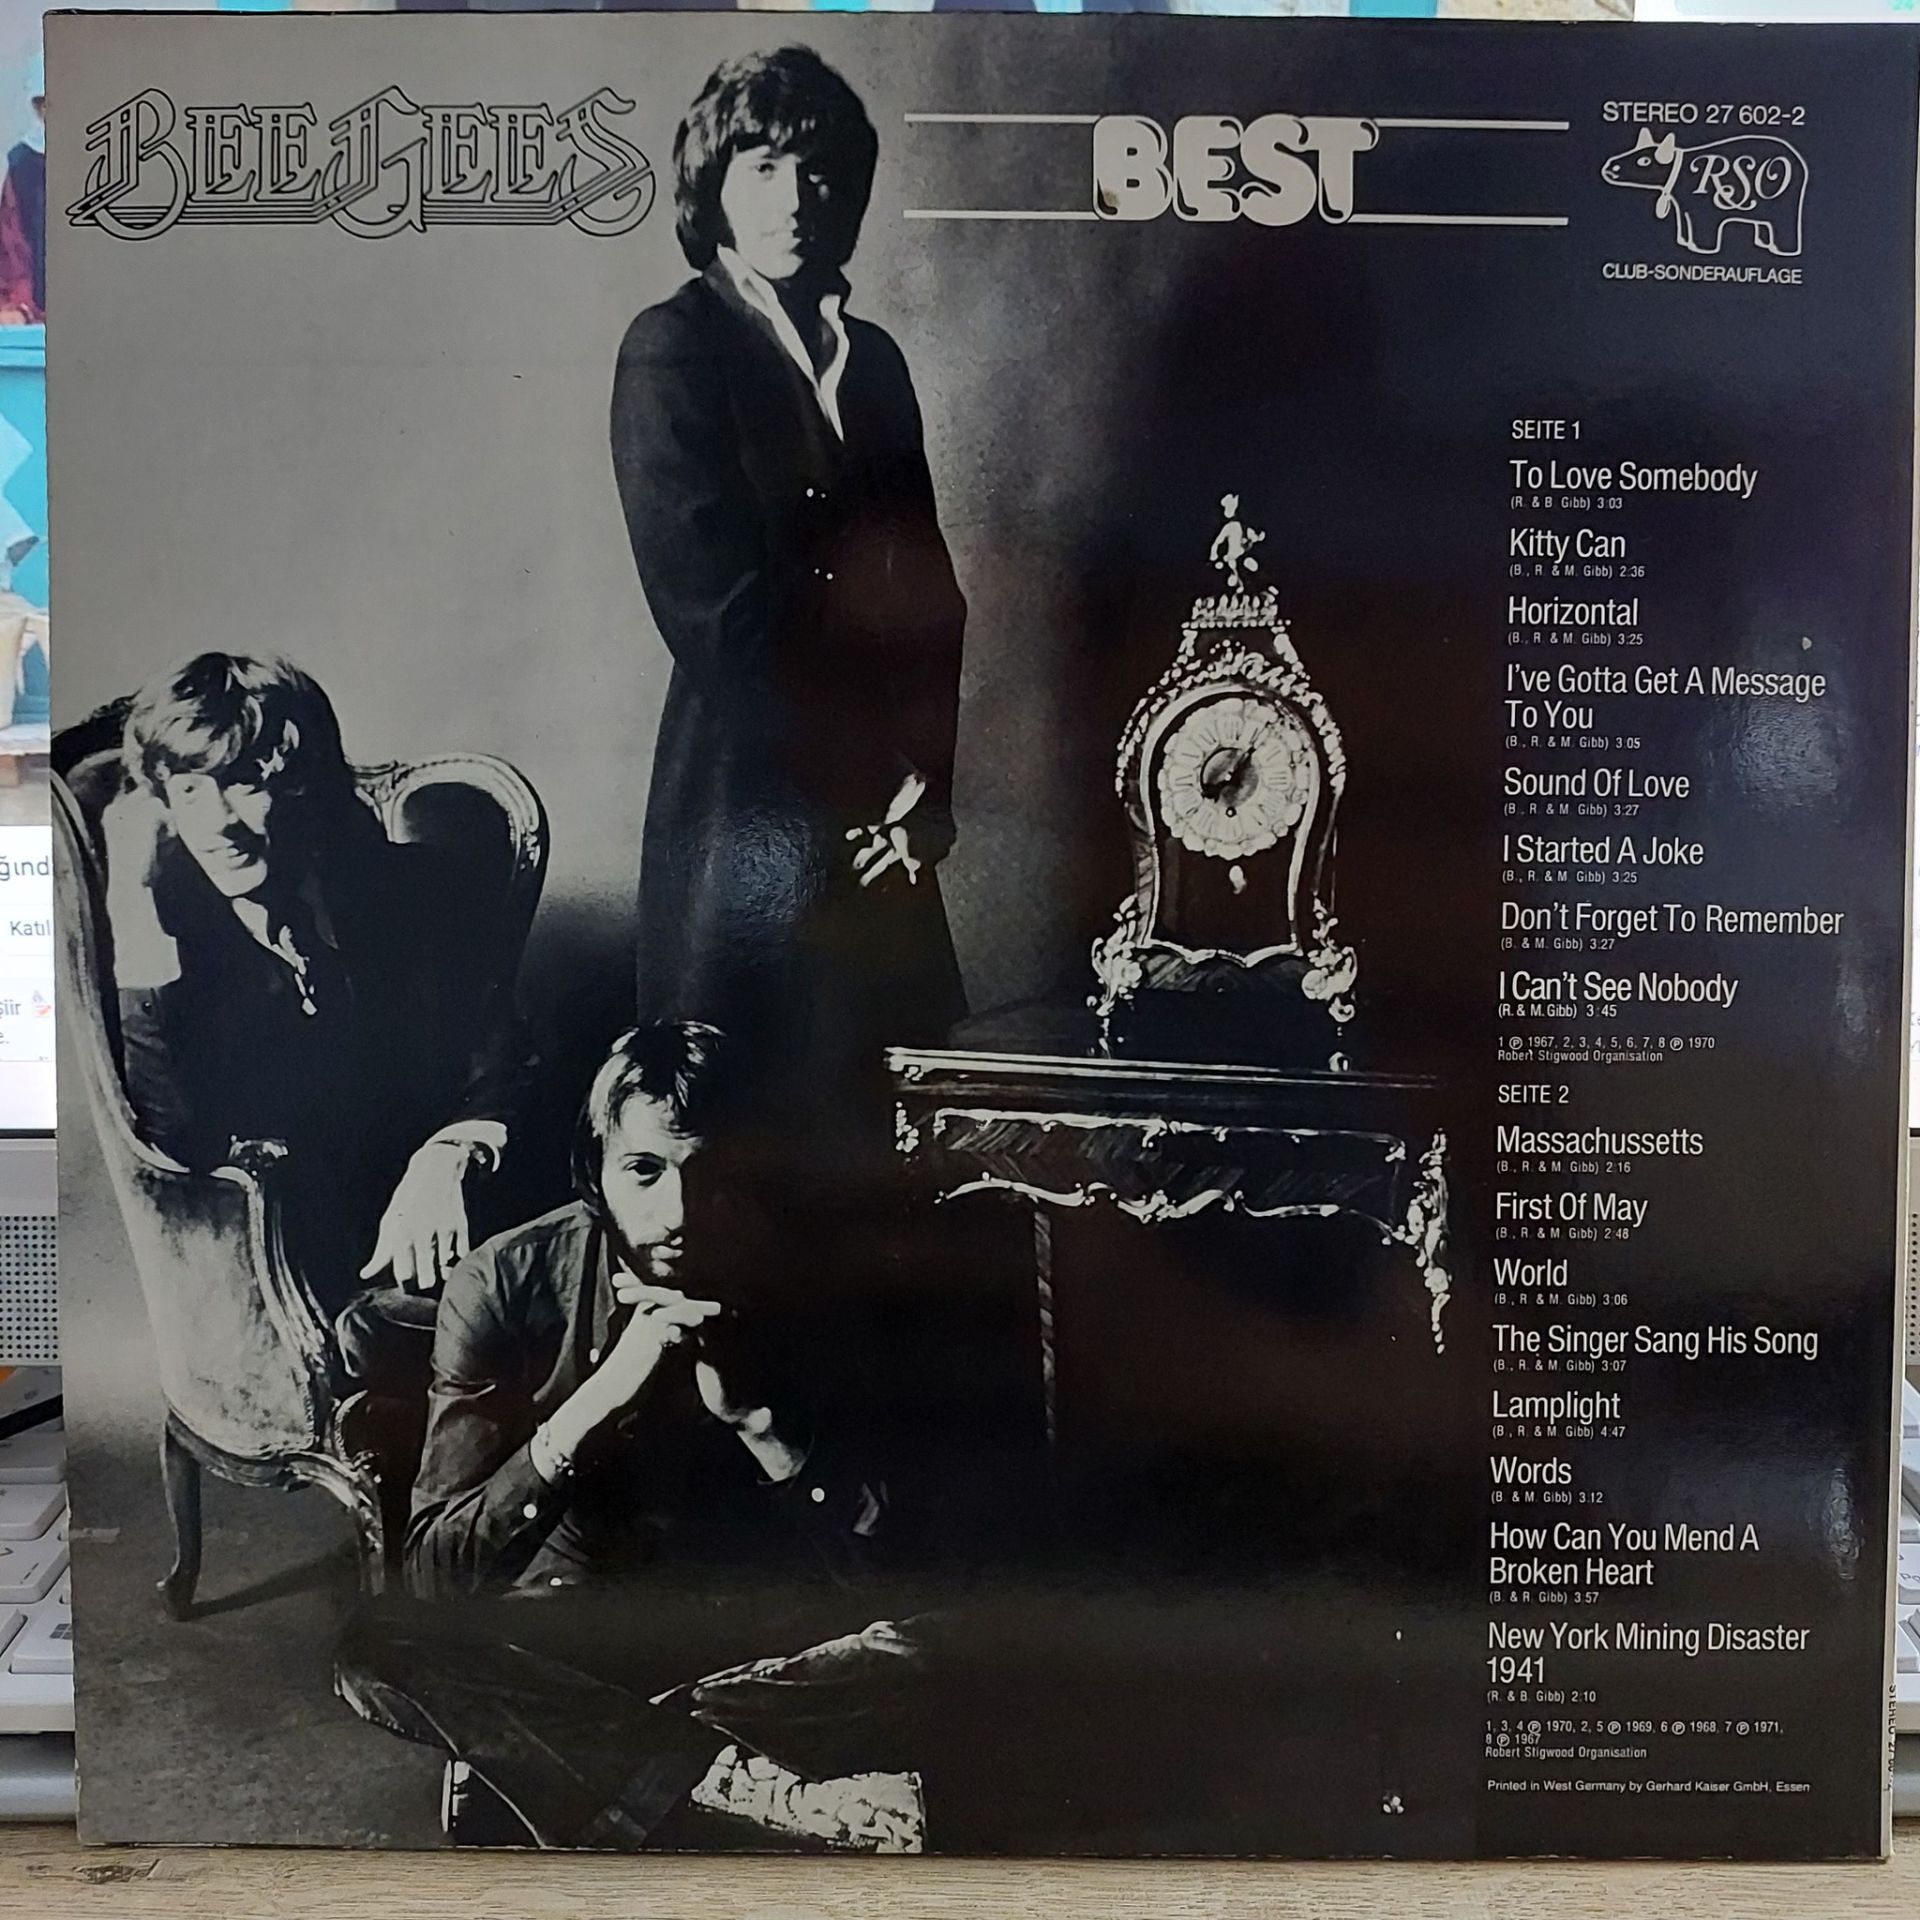 BEE GEES
BEST
STEREO 27 602-2
RSO
CLUB-SONDERAUFLAGE
SEITE 1
To Love Somebody
(R. & B. Gibb) 3:03
Kitty Can
(B., R. & M. Gibb) 2:36
Horizontal
(B., R. & M. Gibb) 3:25
I've Gotta Get A Message
To You
(B., R. & M. Gibb) 3:05
Sound Of Love
(B., R. & M. Gibb) 3:27
I Started A Joke
(B., R. & M. Gibb) 3:25
Don't Forget To Remember
(B. & M. Gibb) 3:27
I Can't See Nobody
(R. & M. Gibb) 3:45
1 ℗ 1967, 2, 3, 4, 5, 6, 7, 8 ℗ 1970
Robert Stigwood Organisation
SEITE 2
Massachussetts
(B., R. & M. Gibb) 2:16
First Of May
(B., R. & M. Gibb) 2:48
World
(B., R. & M. Gibb) 3:06
The Singer Sang His Song
(B., R. & M. Gibb) 3:07
Lamplight
(B., R. & M. Gibb) 4:47
Words
(B. & M. Gibb) 3:12
How Can You Mend A
Broken Heart
(B. & R. Gibb) 3:57
New York Mining Disaster
1941
(R. & B. Gibb) 2:10
1, 3, 4 ℗ 1970, 2, 5 ℗ 1969, 6 ℗ 1968, 7 ℗ 1971,
8 ℗ 1967
Robert Stigwood Organisation
Printed in West Germany by Gerhard Kaiser GmbH, Essen
Katıl